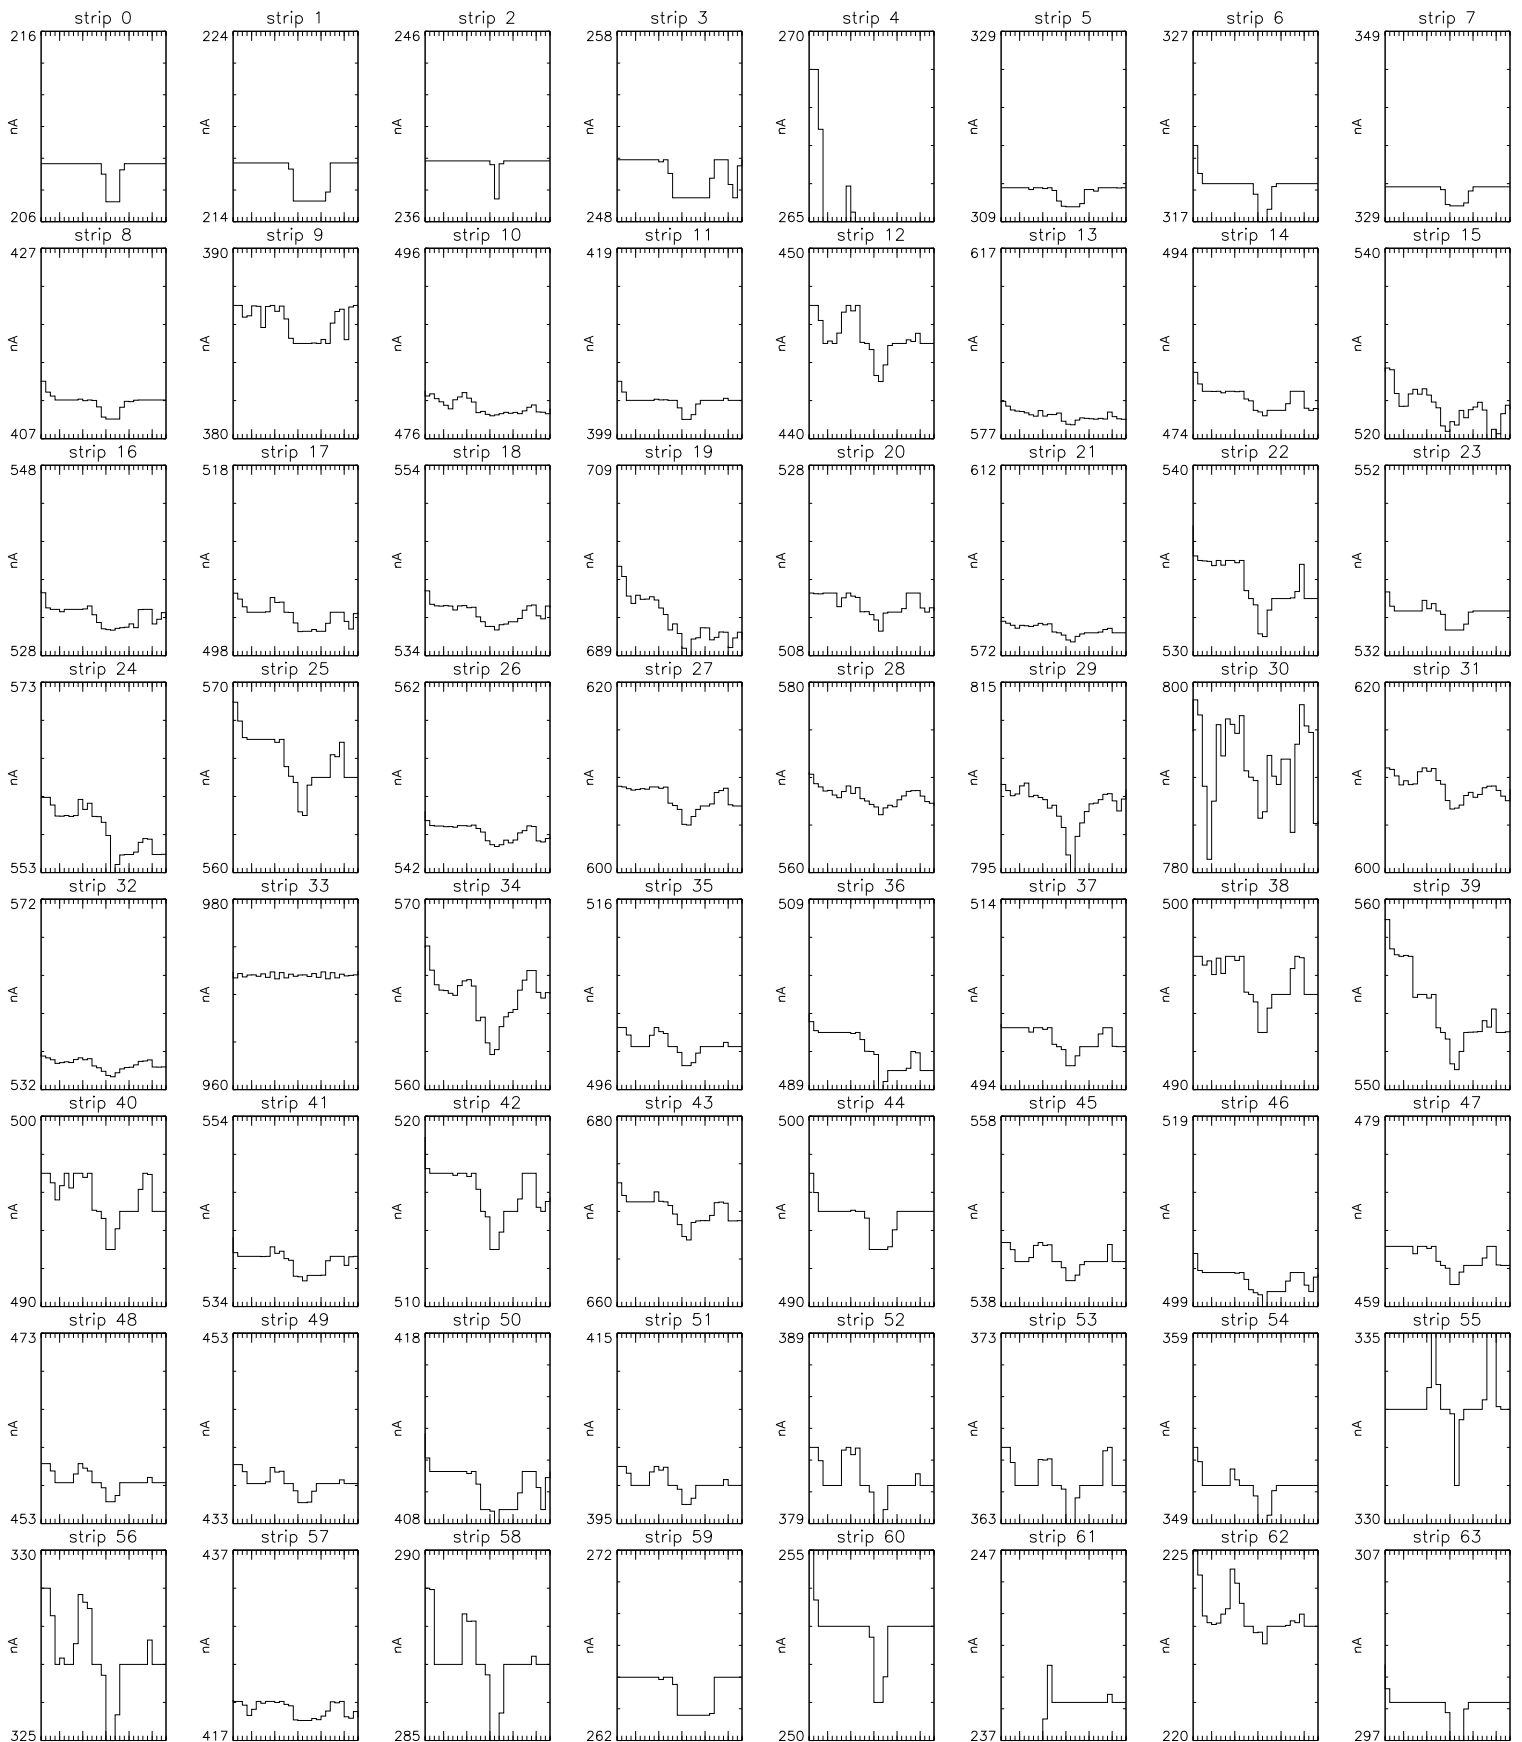 strip 0 strip 1 strip 2 strip 3 strip 4 strip 5 strip 6 strip 7
216 224 246 258 270 329 327 349
nA nA nA nA nA nA nA nA
206 214 236 248 265 309 317 329
strip 8 strip 9 strip 10 strip 11 strip 12 strip 13 strip 14 strip 15
427 390 496 419 450 617 494 540
nA nA nA nA nA nA nA nA
407 380 476 399 440 577 474 520
strip 16 strip 17 strip 18 strip 19 strip 20 strip 21 strip 22 strip 23
548 518 554 709 528 612 540 552
nA nA nA nA nA nA nA nA
528 498 534 689 508 572 530 532
strip 24 strip 25 strip 26 strip 27 strip 28 strip 29 strip 30 strip 31
573 570 562 620 580 815 800 620
nA nA nA nA nA nA nA nA
553 560 542 600 560 795 780 600
strip 32 strip 33 strip 34 strip 35 strip 36 strip 37 strip 38 strip 39
572 980 570 516 509 514 500 560
nA nA nA nA nA nA nA nA
532 960 560 496 489 494 490 550
strip 40 strip 41 strip 42 strip 43 strip 44 strip 45 strip 46 strip 47
500 554 520 680 500 558 519 479
nA nA nA nA nA nA nA nA
490 534 510 660 490 538 499 459
strip 48 strip 49 strip 50 strip 51 strip 52 strip 53 strip 54 strip 55
473 453 418 415 389 373 359 335
nA nA nA nA nA nA nA nA
453 433 408 395 379 363 349 330
strip 56 strip 57 strip 58 strip 59 strip 60 strip 61 strip 62 strip 63
330 437 290 272 255 247 225 307
nA nA nA nA nA nA nA nA
325 417 285 262 250 237 220 297